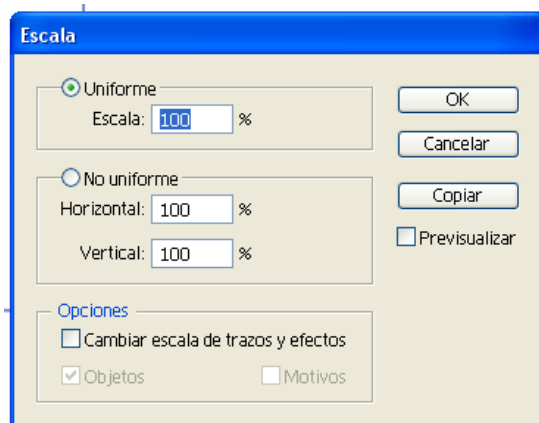 Escala
Uniforme
Escala: 100 %
No uniforme
Horizontal: 100 %
Vertical: 100 %
Opciones
Cambiar escala de trazos y efectos
Objetos Motivos
OK
Cancelar
Copiar
Previsualizar